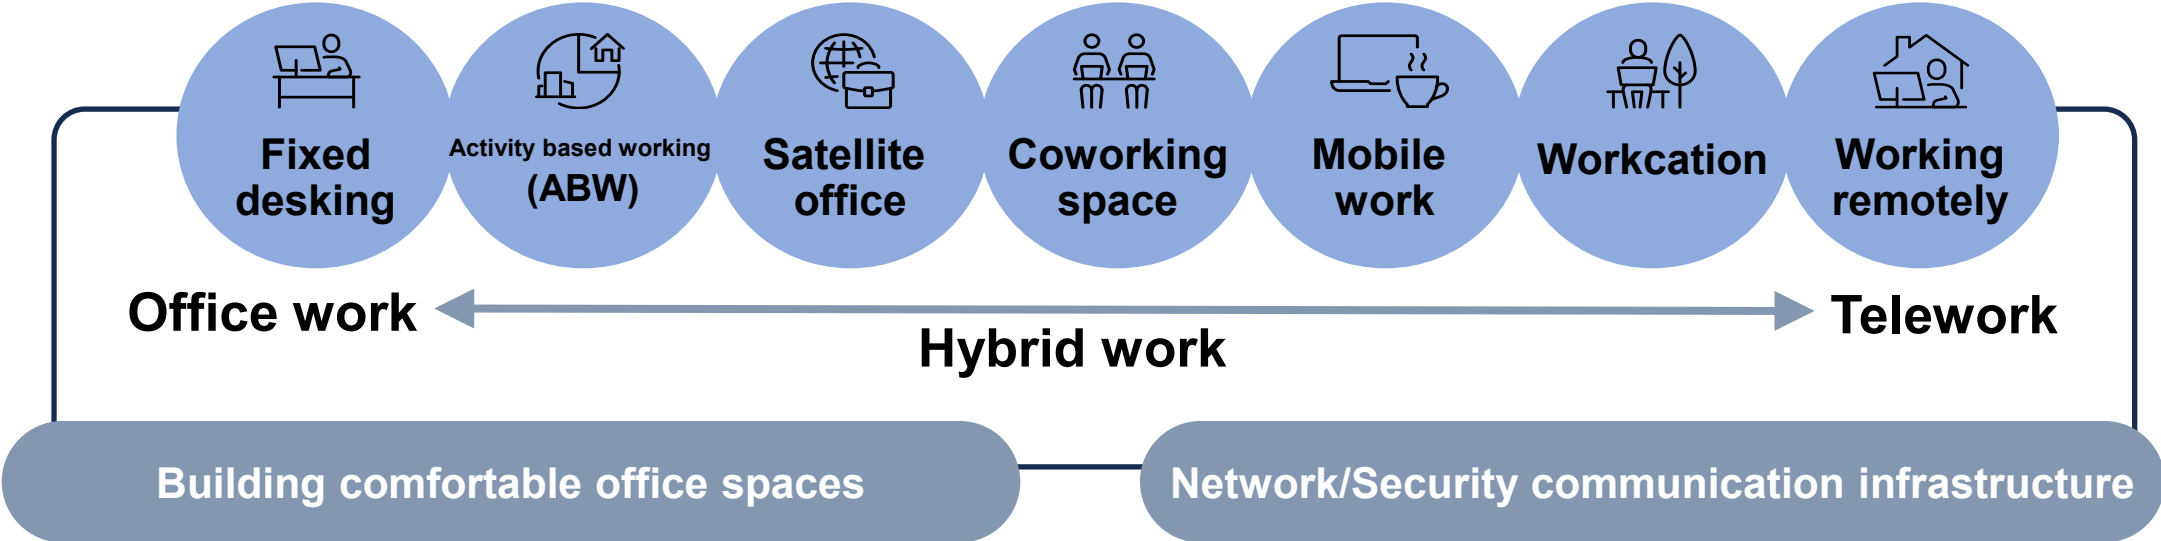 Fixed
desking
Activity based working
(ABW)
Satellite
office
Coworking
space
Mobile
work
Workcation
Working
remotely
Office work
Hybrid work
Telework
Building comfortable office spaces
Network/Security communication infrastructure